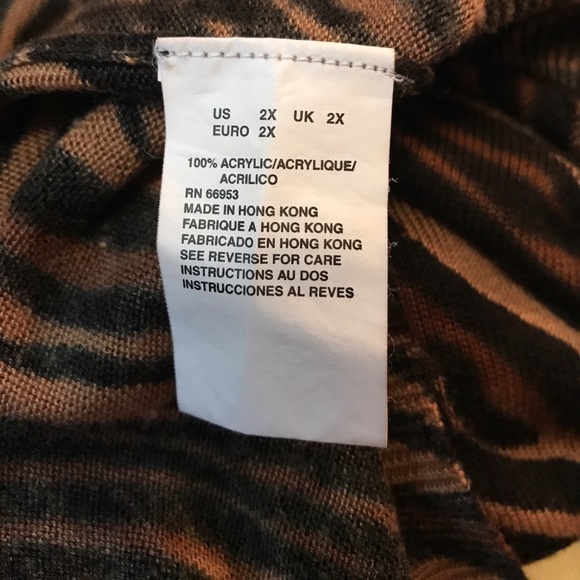 US 2X UK 2X
EURO 2X
100% ACRYLIC/ACRYLIQUE/
ACRILICO
RN 66953
MADE IN HONG KONG
FABRIQUE A HONG KONG
FABRICADO EN HONG KONG
SEE REVERSE FOR CARE
INSTRUCTIONS AU DOS
INSTRUCCIONES AL REVES